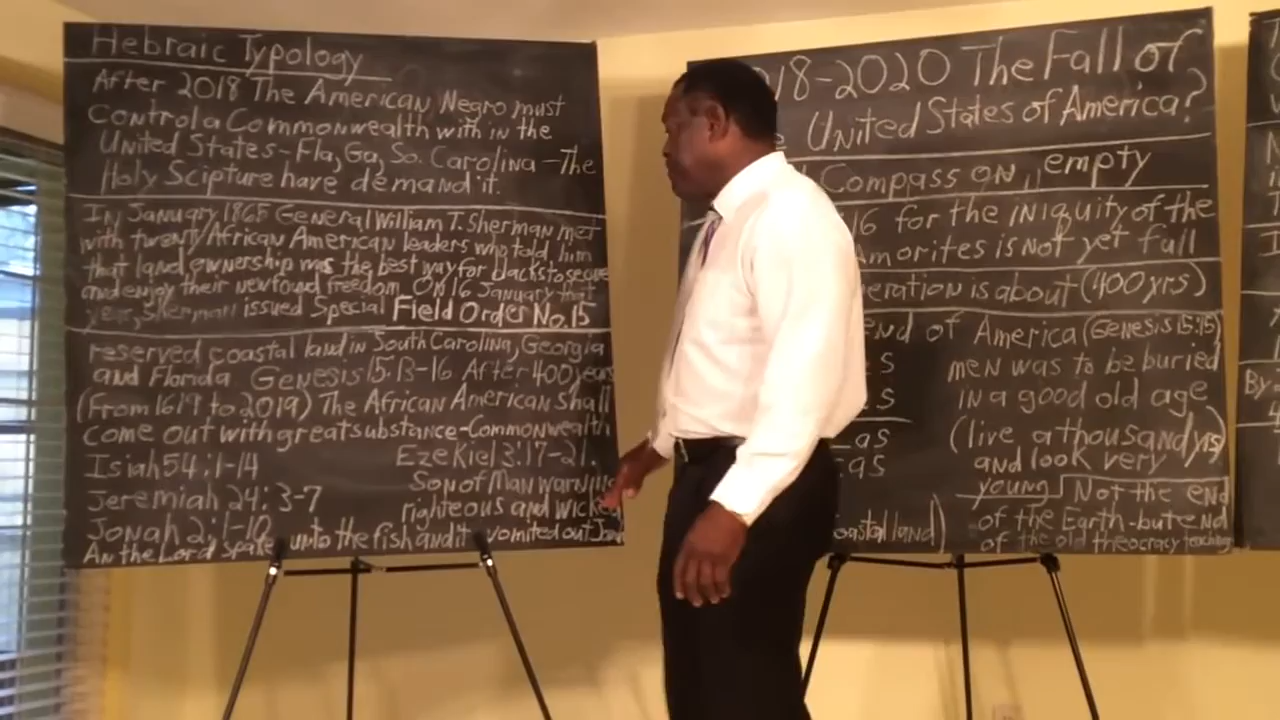 Hebraic Typology
After 2018 The American Negro must
control a Commonwealth with in the
United States - Fla, Ga, So. Carolina - The
Holy Scipture have demand it.
In January 1865 General William T. Sherman met
with twenty African American leaders who told him
that land ownership was the best way for blacks to secure
and enjoy their newfound freedom. On 16 January that
year, Sherman issued Special Field Order No. 15
reserved coastal land in South Carolina, Georgia
and Florida Genesis 15:13-16 After 400 years
(From 1619 to 2019) The African American Shall
come out with great substance - Commonwealth
Isiah 54:1-14
Ezekiel 3:17-21
Jeremiah 24:3-7
Son of Man warn
righteous and wicked
Jonah 2:1-10
An the Lord spake unto the fish and it vomited out
18-2020 The Fall of
United States of America?
Compass on "empty
16 for the iniquity of the
Amorites is not yet full
eration is about (400 yrs)
end of America (Genesis 15:15)
s
men was to be buried
s
in a good old age
as
(live a thousand yrs)
as
and look very
young
Not the end
of the Earth - but end
oastal land)
of the old theocracy teachings
By